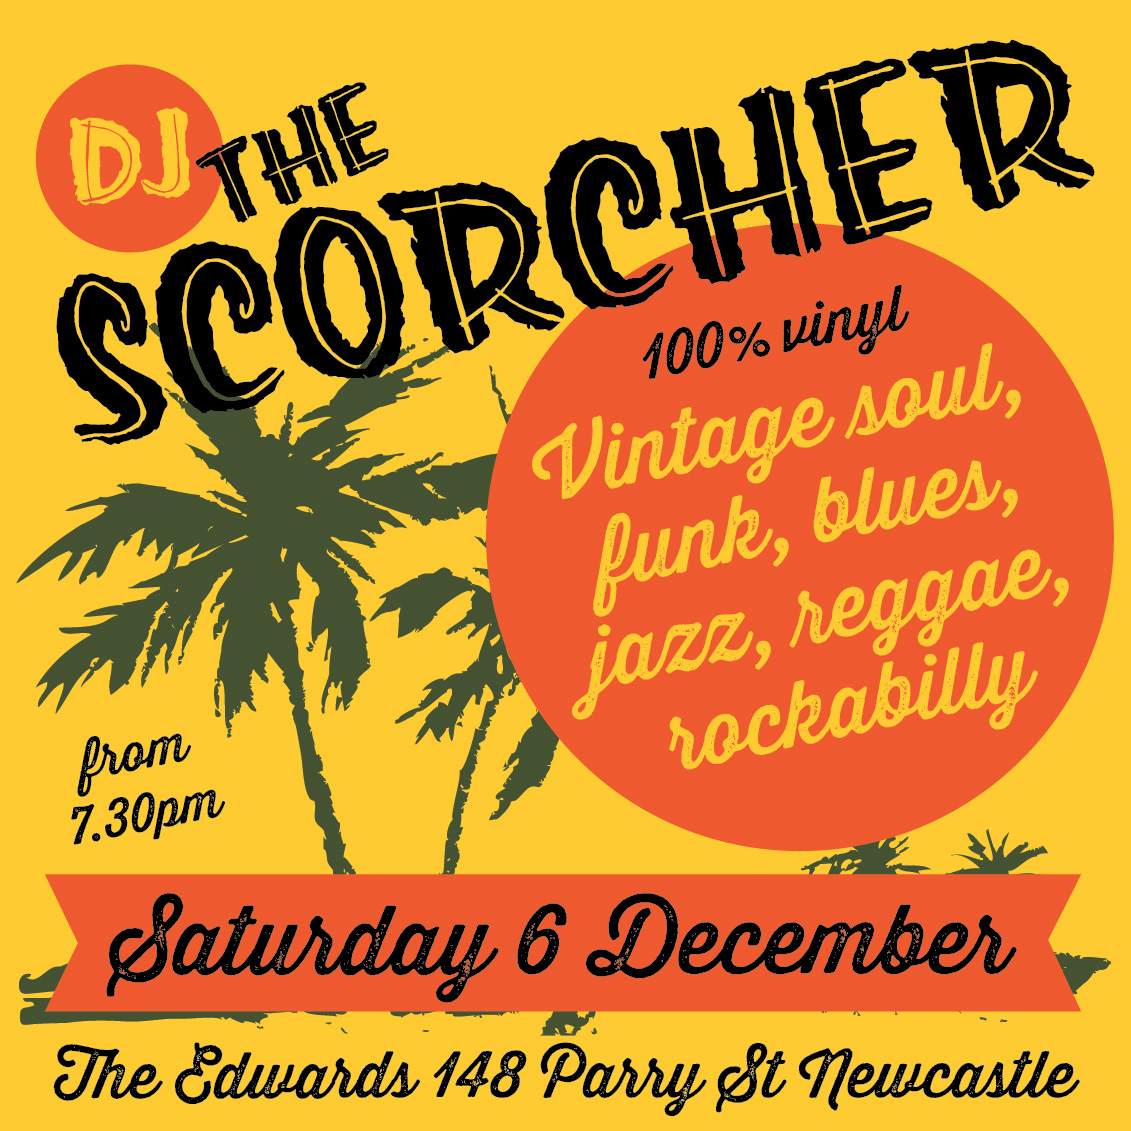 DJ THE
SCORCHER
100% vinyl
Vintage soul,
funk, blues,
jazz, reggae,
rockabilly
from
7.30pm
Saturday 6 December
The Edwards 148 Parry St Newcastle